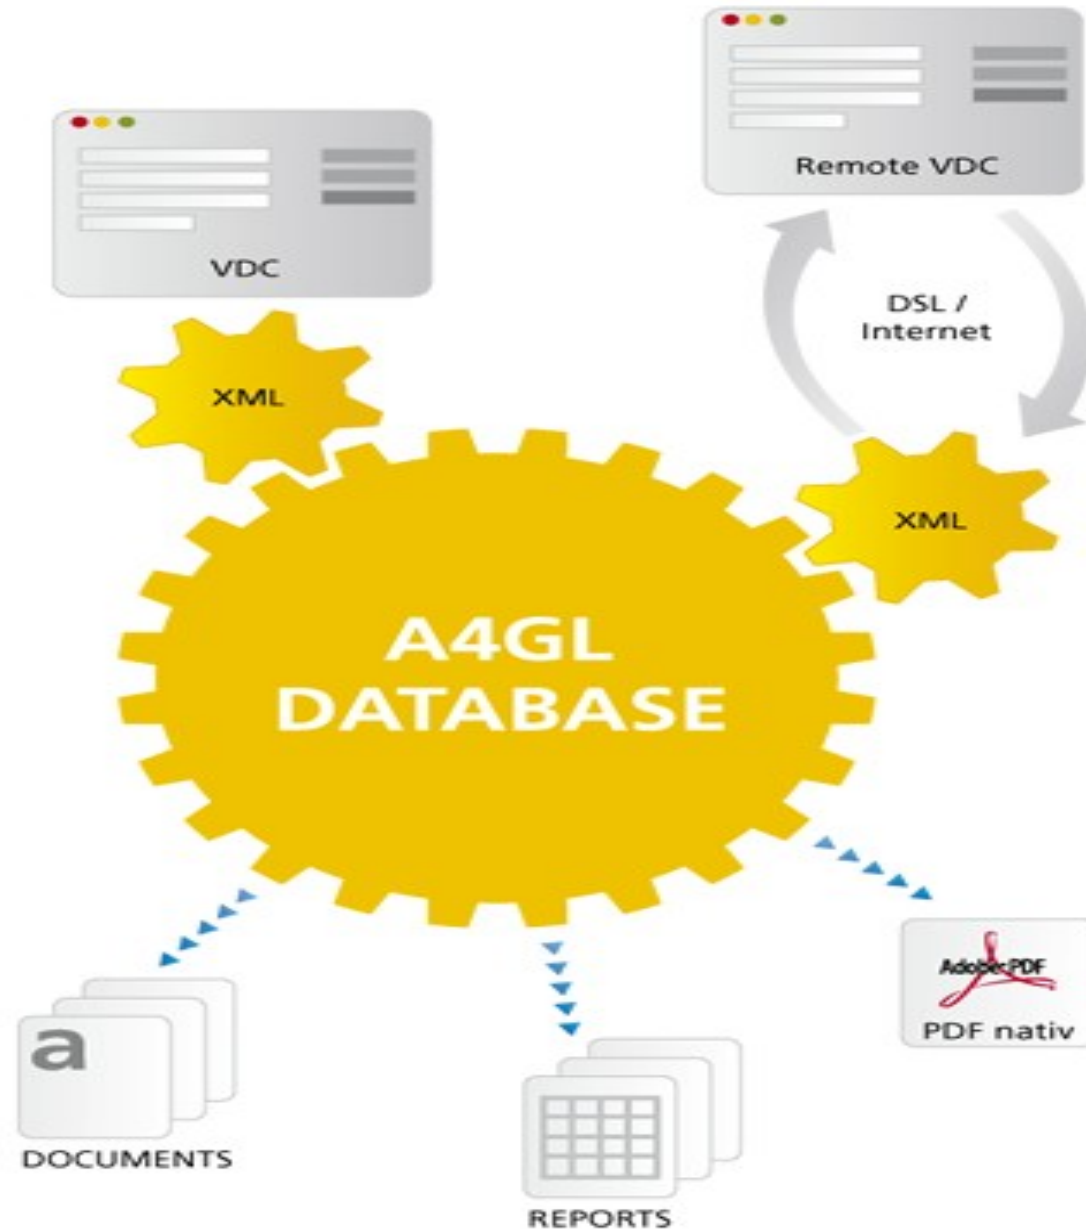 Remote VDC
VDC
DSL /
Internet
XML
XML
A4GL
DATABASE
Adobe PDF
PDF nativ
a
DOCUMENTS
REPORTS